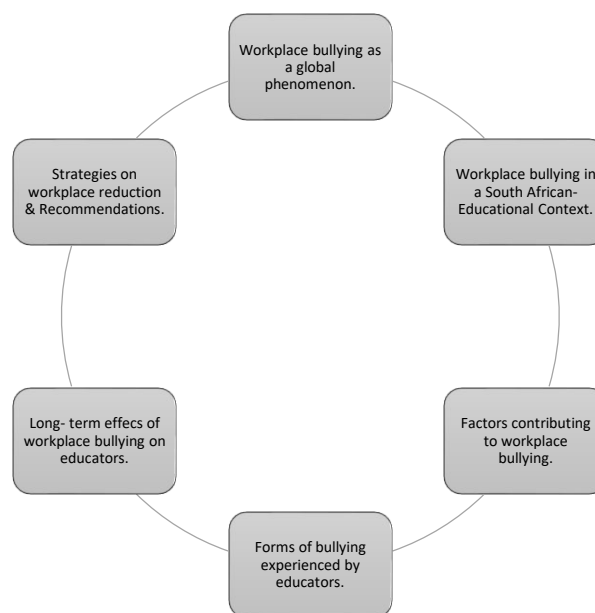 Workplace bullying as
a global
phenomenon.
Workplace bullying in
a South African-
Educational Context.
Factors contributing
to workplace
bullying.
Forms of bullying
experienced by
educators.
Long- term effecs of
workplace bullying on
educators.
Strategies on
workplace reduction
& Recommendations.